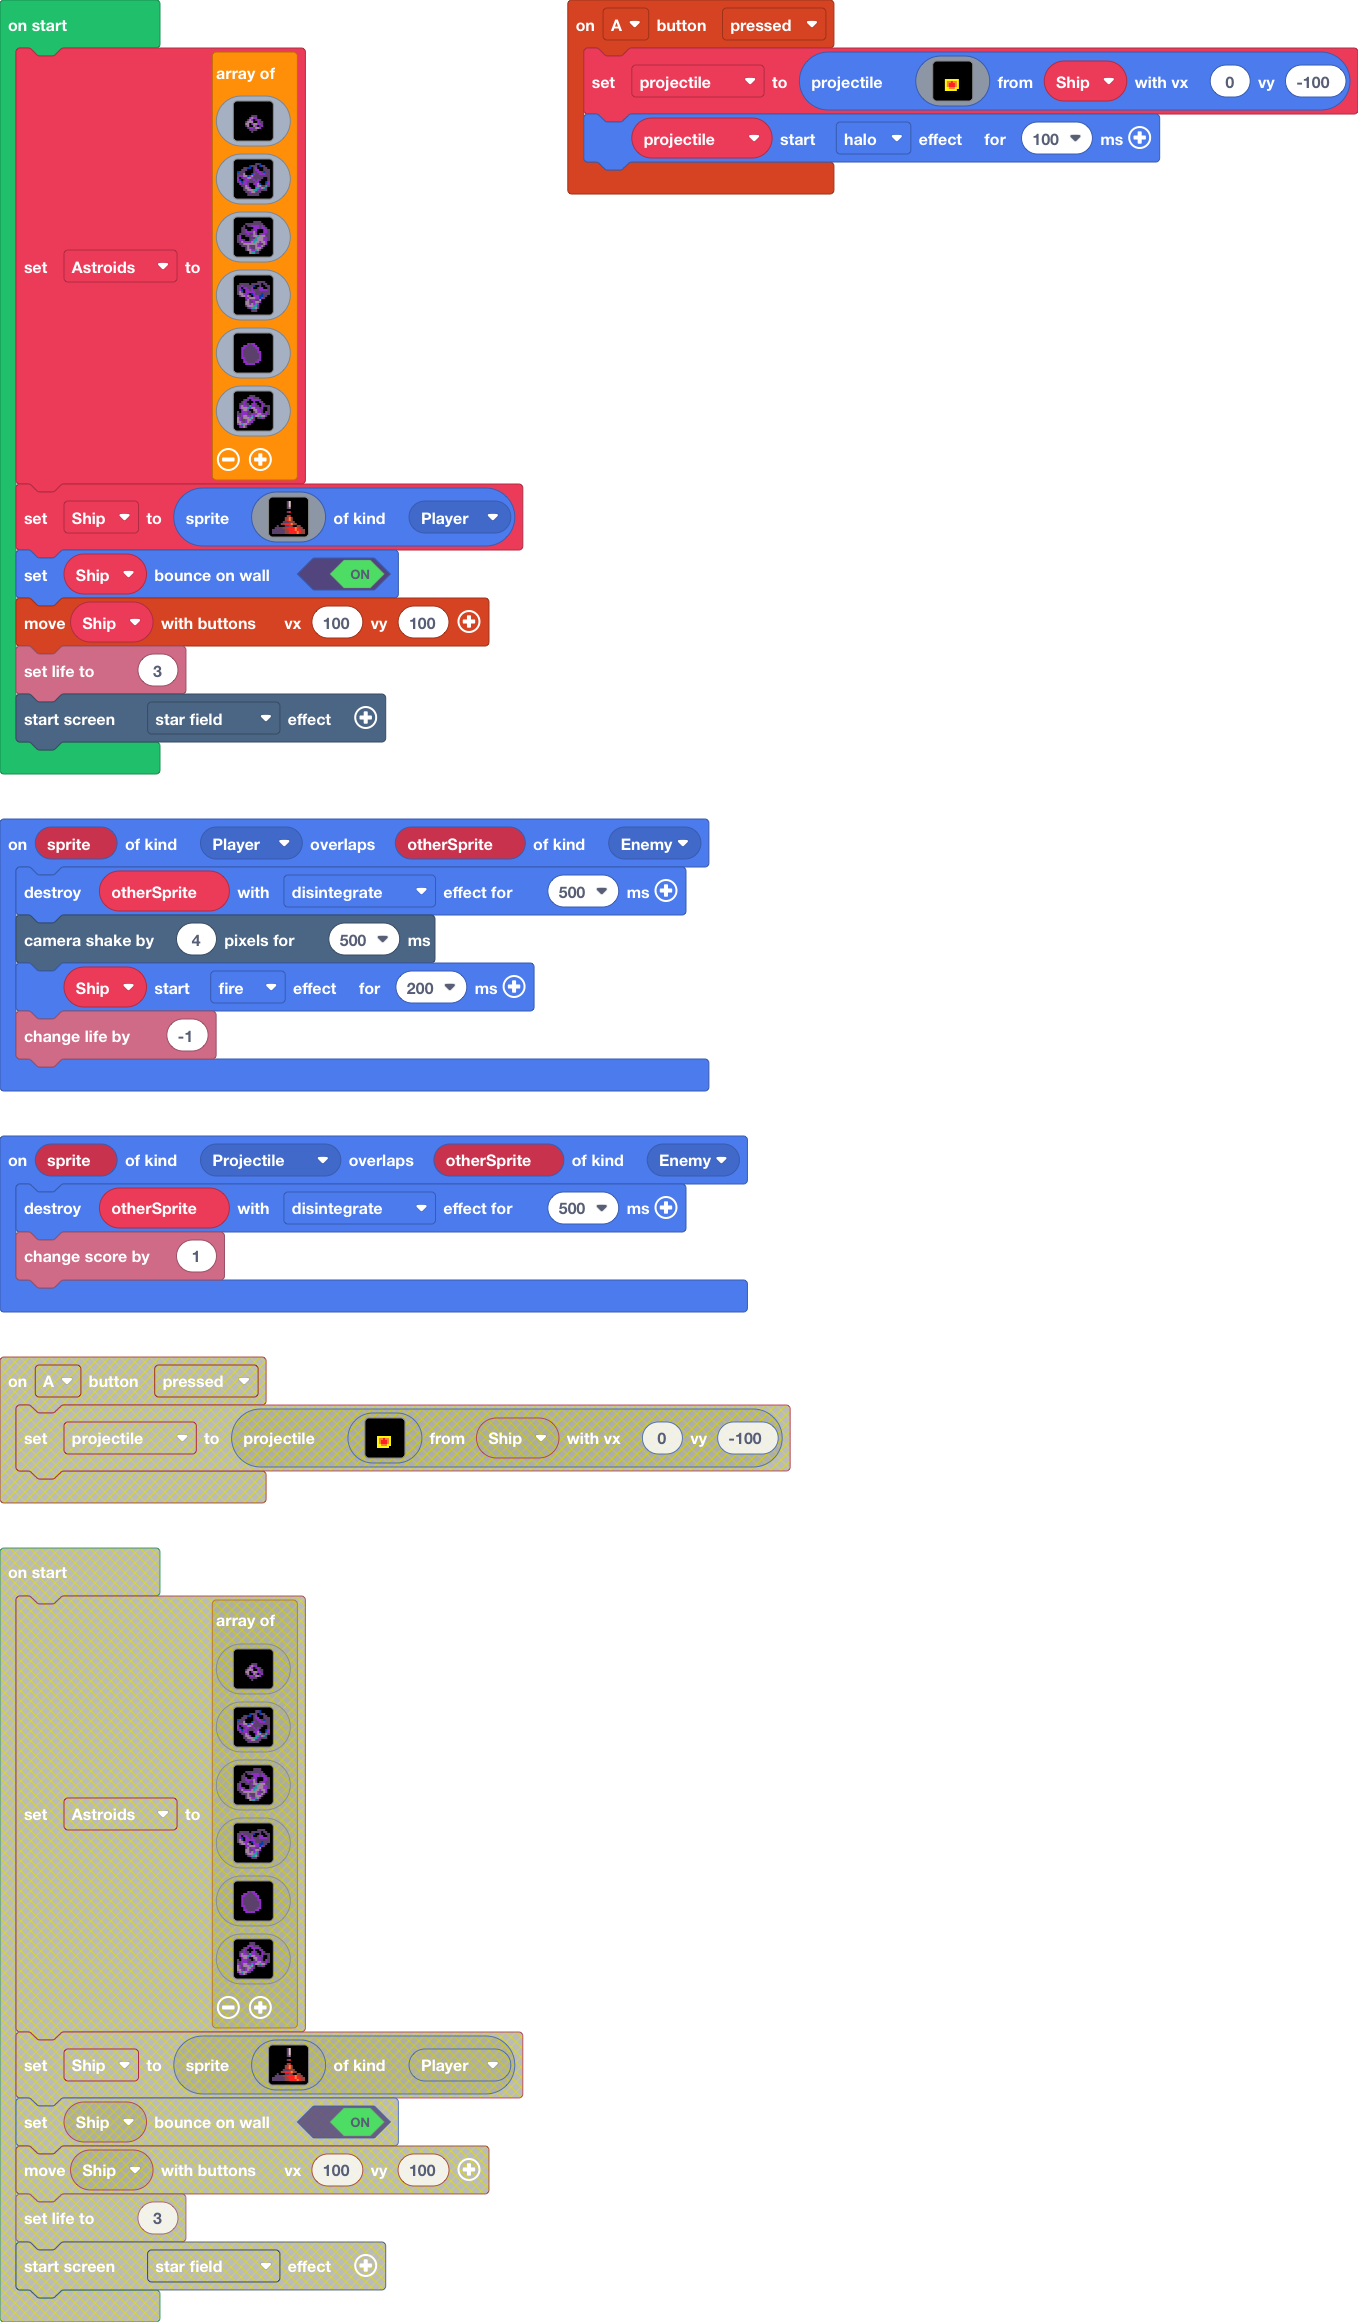 on start
array of
set Astroids to
set Ship to sprite of kind Player
set Ship bounce on wall ON
move Ship with buttons vx 100 vy 100
set life to 3
start screen star field effect
on A button pressed
set projectile to projectile from Ship with vx 0 vy -100
projectile start halo effect for 100 ms
on sprite of kind Player overlaps otherSprite of kind Enemy
destroy otherSprite with disintegrate effect for 500 ms
camera shake by 4 pixels for 500 ms
Ship start fire effect for 200 ms
change life by -1
on sprite of kind Projectile overlaps otherSprite of kind Enemy
destroy otherSprite with disintegrate effect for 500 ms
change score by 1
on A button pressed
set projectile to projectile from Ship with vx 0 vy -100
on start
array of
set Astroids to
set Ship to sprite of kind Player
set Ship bounce on wall ON
move Ship with buttons vx 100 vy 100
set life to 3
start screen star field effect